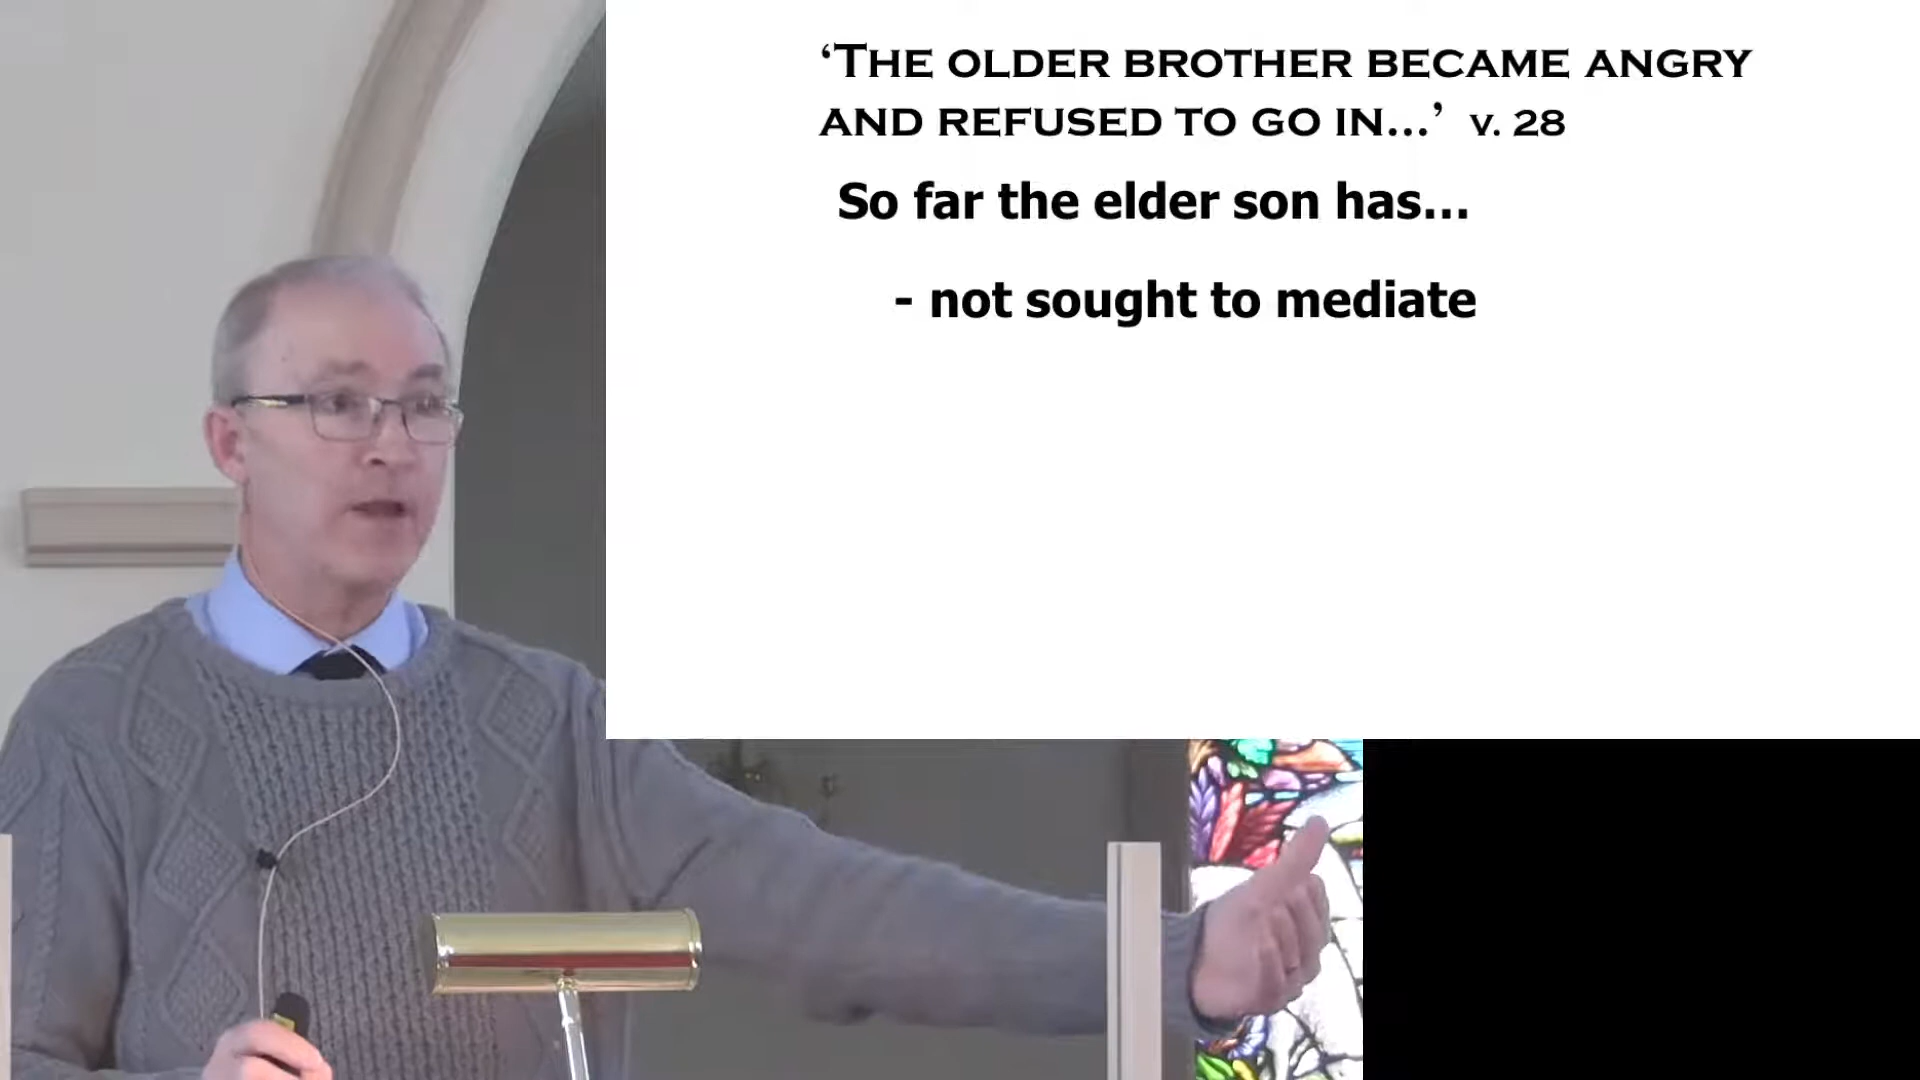 ‘THE OLDER BROTHER BECAME ANGRY
AND REFUSED TO GO IN...’ v. 28
So far the elder son has...
- not sought to mediate